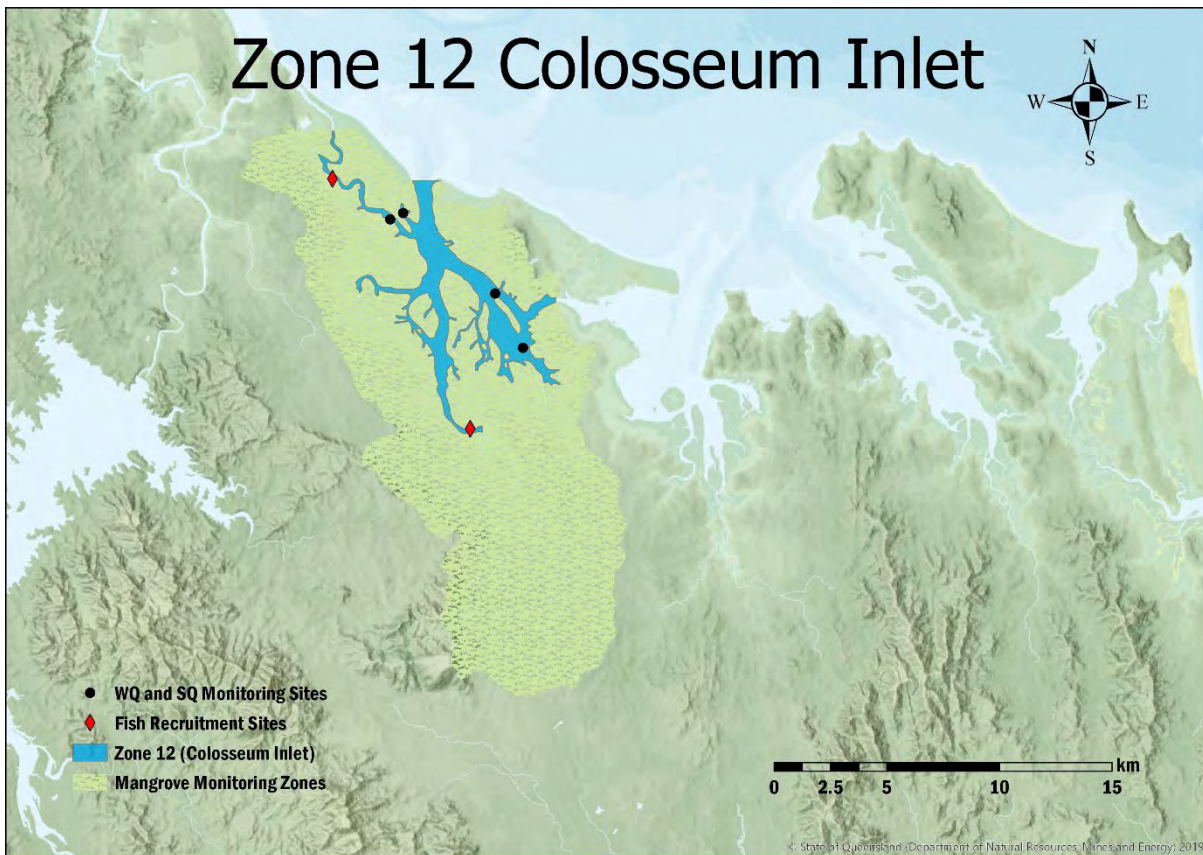 Zone 12 Colosseum Inlet
N
W E
S
WQ and SQ Monitoring Sites
Fish Recruitment Sites
Zone 12 (Colosseum Inlet)
Mangrove Monitoring Zones
km
0 2.5 5 10 15
© State of Queensland (Department of Natural Resources, Mines and Energy) 2018